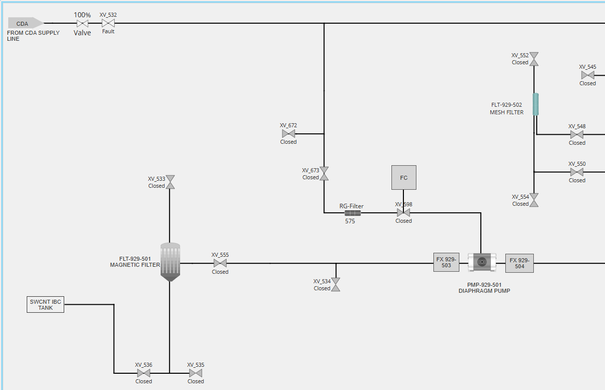 CDA
FROM CDA SUPPLY
LINE
100%
Valve
XV_532
Fault
XV_552
Closed
XV_545
Closed
FLT-929-502
MESH FILTER
XV_672
Closed
XV_548
Closed
XV_673
Closed
XV_550
Closed
XV_533
Closed
FC
XV_554
Closed
RG-Filter
575
XV_598
Closed
FLT-929-501
MAGNETIC FILTER
XV_555
Closed
XV_534
Closed
FX 929-
503
FX 929-
504
PMP-929-501
DIAPHRAGM PUMP
SWCNT IBC
TANK
XV_536
Closed
XV_535
Closed